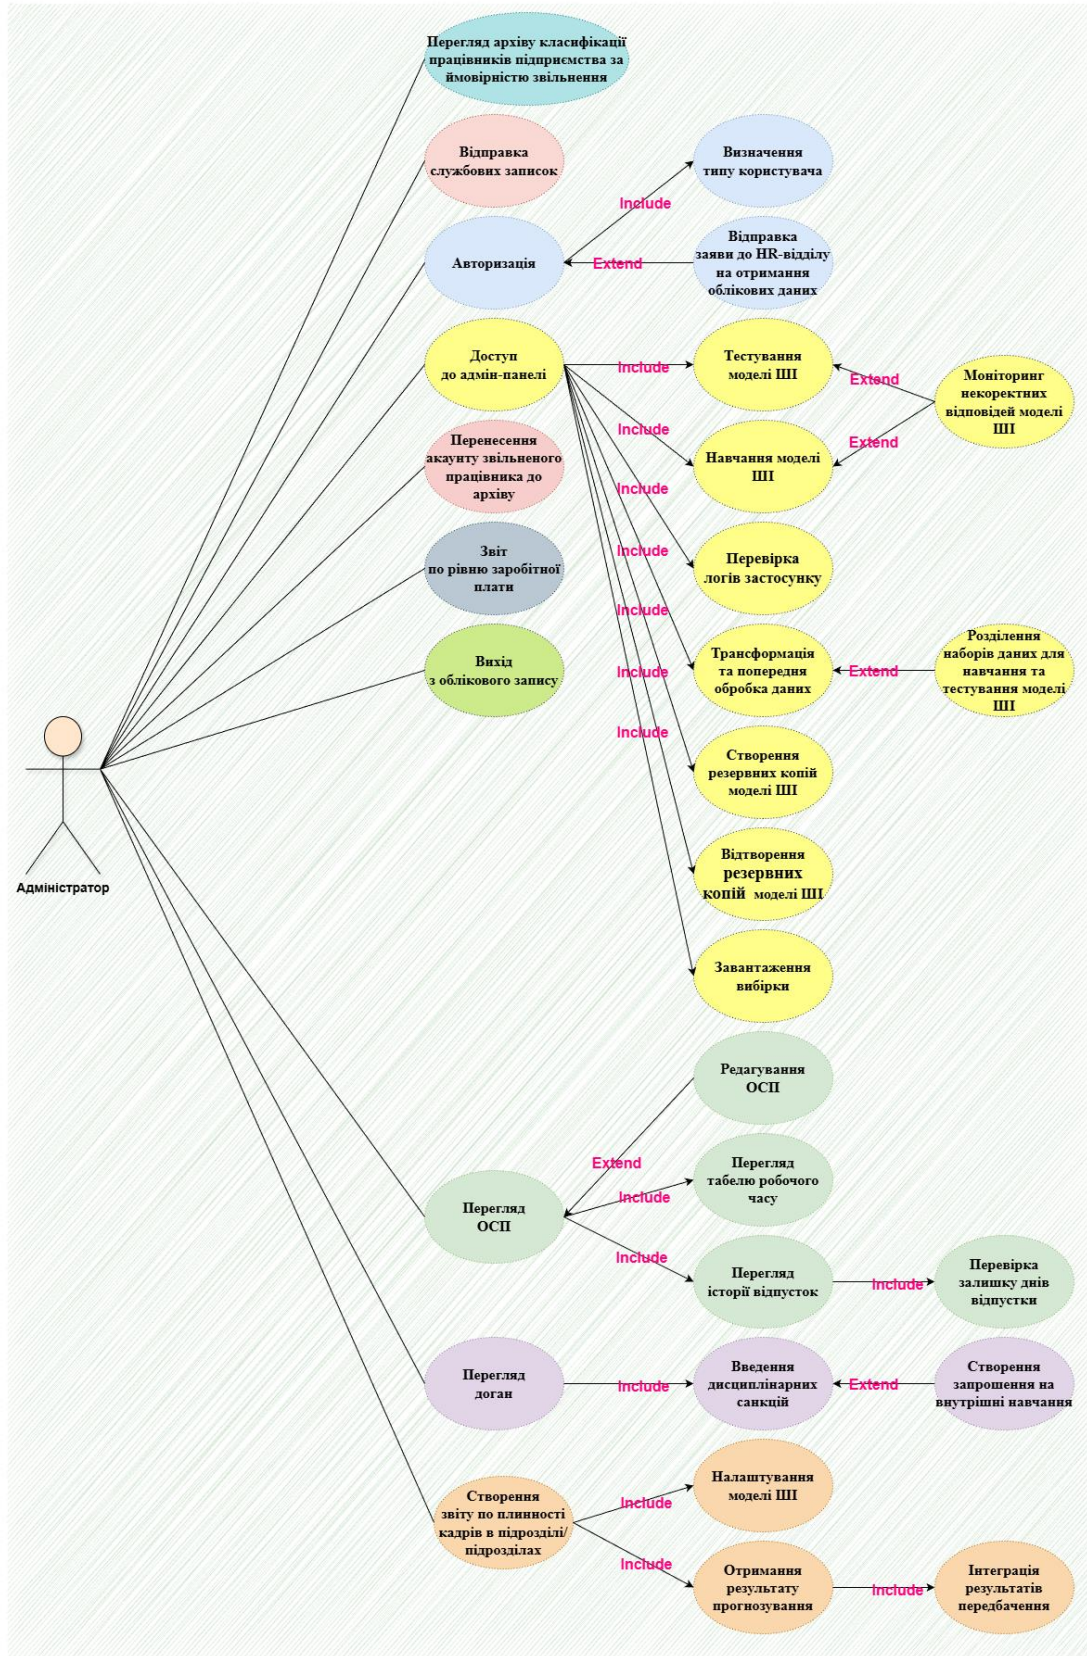 Перегляд архіву класифікації
працівників підприємства за
ймовірністю звільнення
Відправка
службових записок
Визначення
типу користувача
Include
Авторизація
Extend
Відправка
заяви до HR-відділу
на отримання
облікових даних
Доступ
до адмін-панелі
Include
Тестування
моделі ШІ
Extend
Моніторинг
некоректних
відповідей моделі
ШІ
Перенесення
акаунту звільненого
працівника до
архіву
Include
Навчання моделі
ШІ
Extend
Include
Звіт
по рівню заробітної
плати
Include
Перевірка
логів застосунку
Include
Вихід
з облікового запису
Include
Трансформація
та попередня
обробка даних
Extend
Розділення
наборів даних для
навчання та
тестування моделі
ШІ
Include
Створення
резервних копій
моделі ШІ
Адміністратор
Відтворення
резервних
копій моделі ШІ
Завантаження
вибірки
Редагування
ОСП
Extend
Перегляд
ОСП
Include
Перегляд
табелю робочого
часу
Include
Перегляд
історії відпусток
Include
Перевірка
залишку днів
відпустки
Перегляд
доган
Include
Введення
дисциплінарних
санкцій
Extend
Створення
запрошення на
внутрішні навчання
Створення
звіту по плинності
кадрів в підрозділі/
підрозділах
Include
Налаштування
моделі ШІ
Include
Отримання
результату
прогнозування
Include
Інтеграція
результатів
передбачення